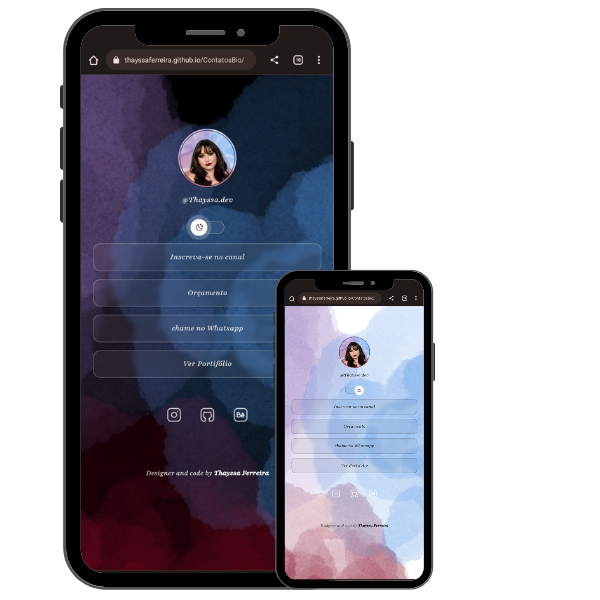 thayssaferreira.github.io/ContatosBio/
@Thayssa.dev
Inscreva-se no canal
Orçamento
chame no Whatsapp
Ver Portifólio
Bē
Designer and code by Thayssa Ferreira
thayssaferreira.github.io/ContatosBio/
@Thayssa.dev
Inscreva-se no canal
Orçamento
chame no Whatsapp
Ver Portifólio
Designer and code by Thayssa Ferreira